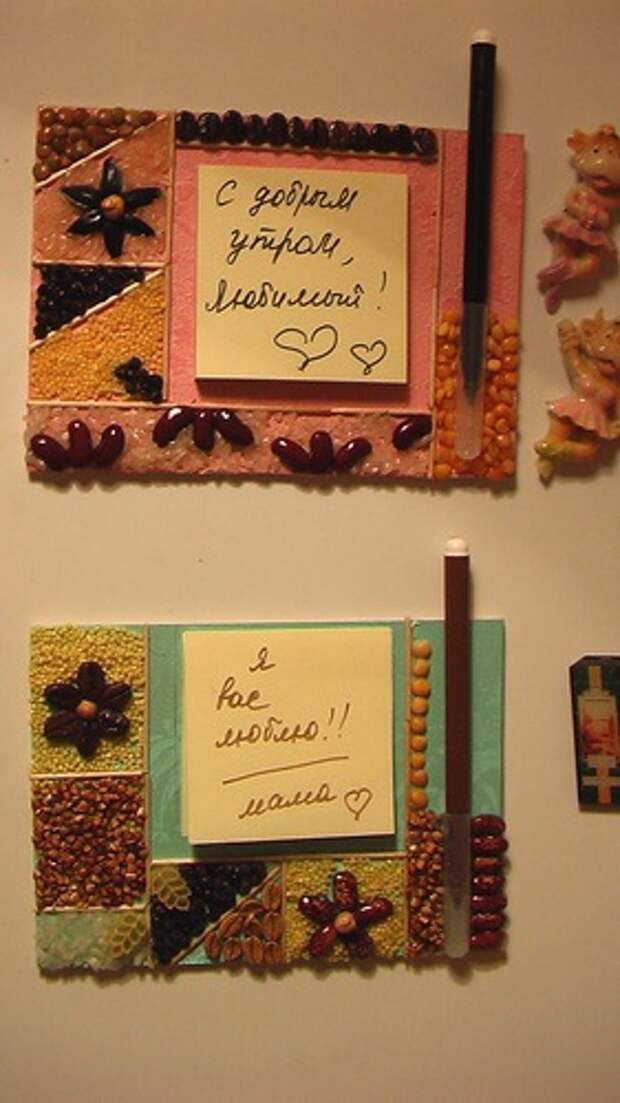 С добрым
утром,
Любимый!
Я
вас
люблю!!
мама